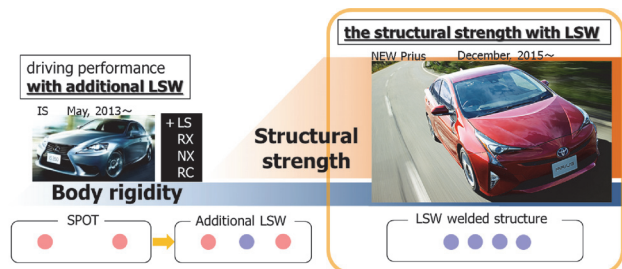 the structural strength with LSW
NEW Prius December, 2015～
driving performance
with additional LSW
IS May, 2013～
+ LS
RX
NX
RC
Structural
strength
Body rigidity
SPOT
Additional LSW
LSW welded structure